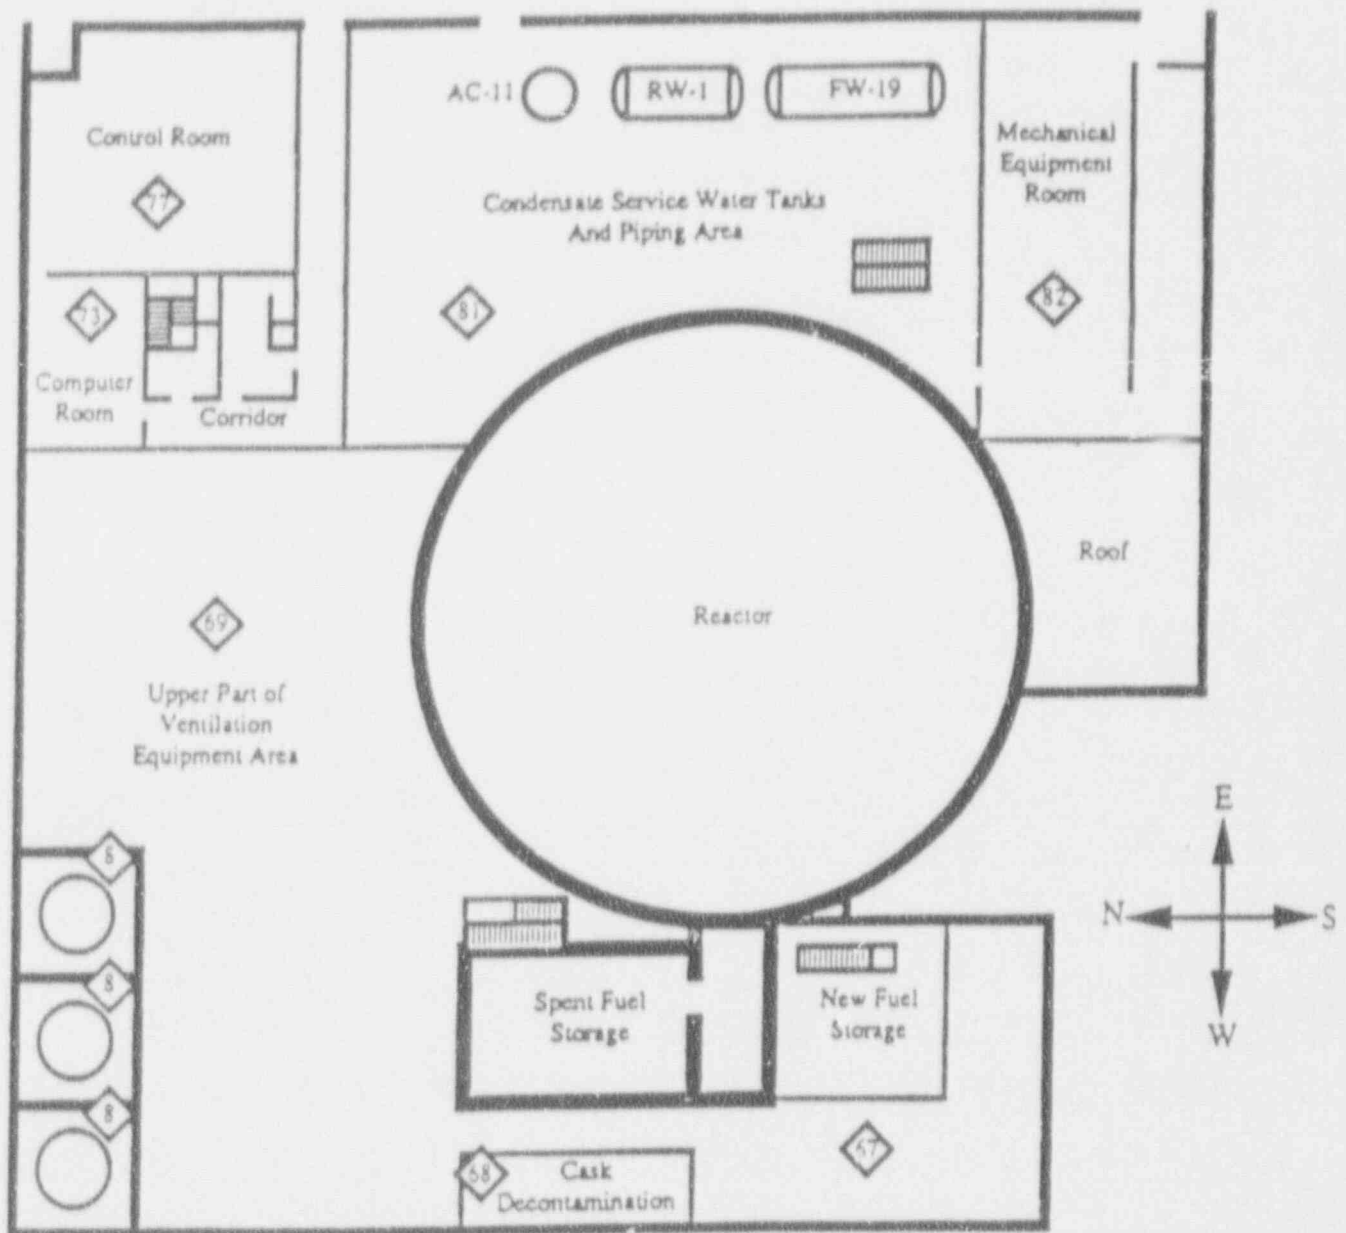 AC-11
RW-1
FW-19
Control Room
77
Mechanical
Equipment
Room
Condensate Service Water Tanks
And Piping Area
73
81
82
Computer
Room
Corridor
Roof
Reactor
69
Upper Part of
Ventilation
Equipment Area
E
N
S
W
8
8
8
Spent Fuel
Storage
New Fuel
Storage
67
68
Cask
Decontamination